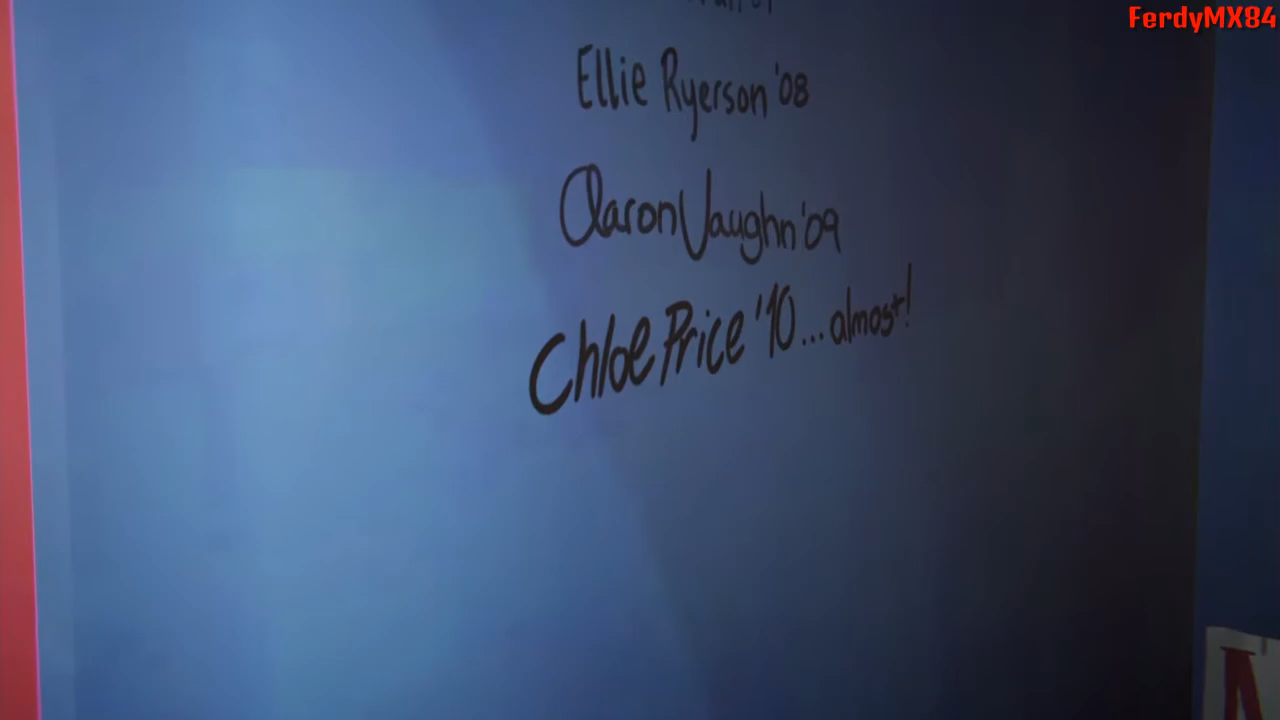 FerdyMX84
Ellie Ryerson '08
Aaron Vaughn '09
Chloe Price '10... almost!